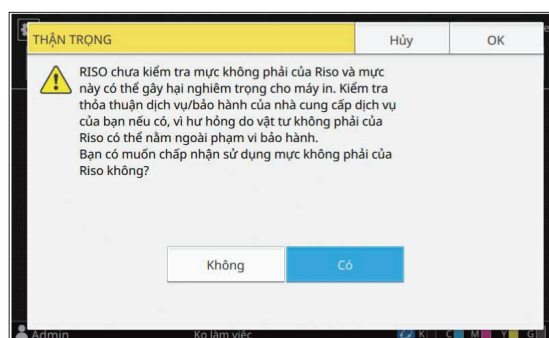 THẬN TRỌNG
Hủy
OK
RISO chưa kiểm tra mực không phải của Riso và mực
này có thể gây hại nghiêm trọng cho máy in. Kiểm tra
thỏa thuận dịch vụ/bảo hành của nhà cung cấp dịch vụ
của bạn nếu có, vì hư hỏng do vật tư không phải của
Riso có thể nằm ngoài phạm vi bảo hành.
Bạn có muốn chấp nhận sử dụng mực không phải của
Riso không?
Không
Có
Admin
Ko làm việc
K
C
M
Y
G